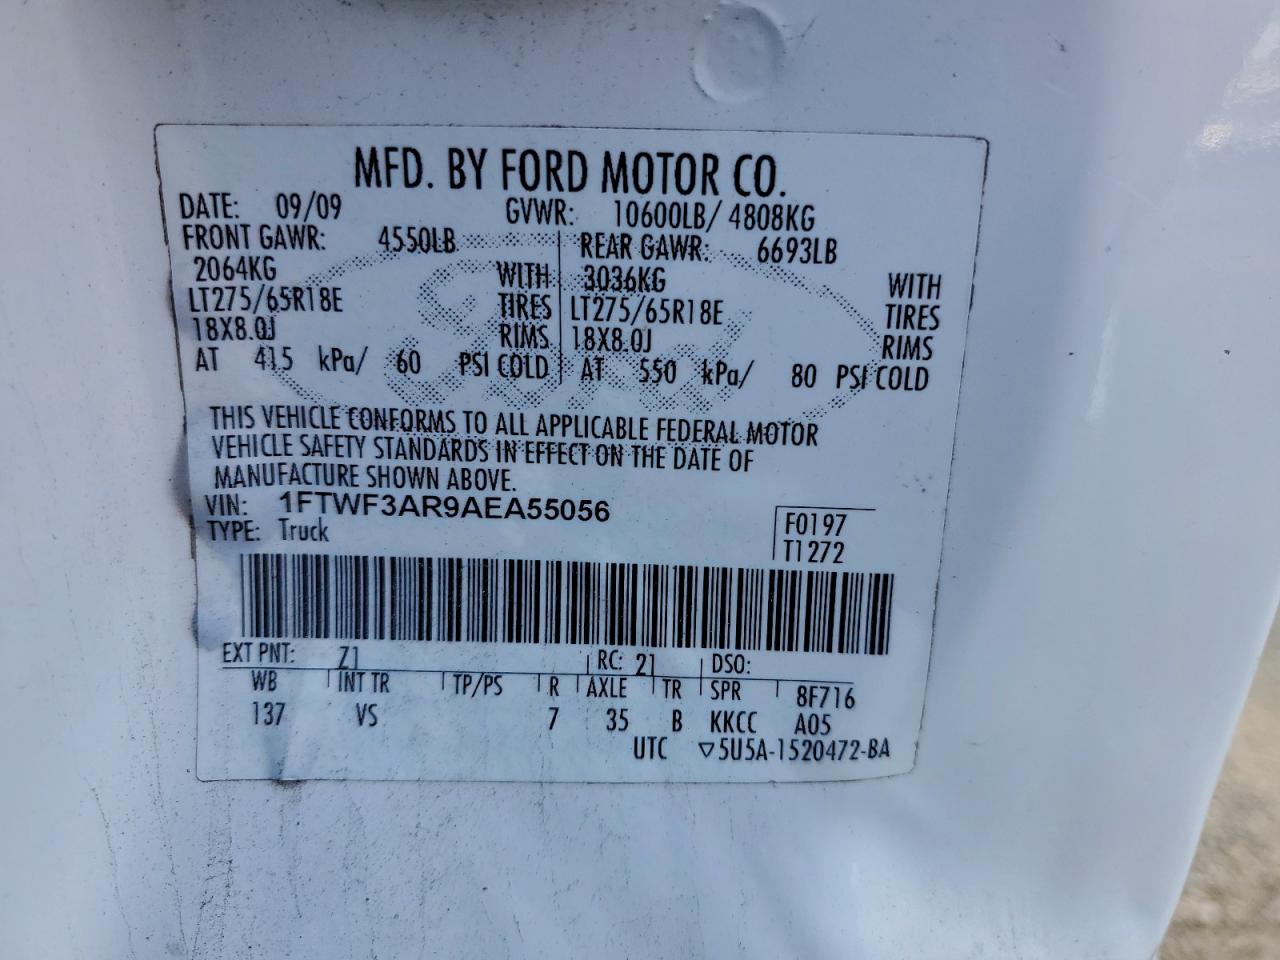 MFD. BY FORD MOTOR CO.
DATE: 09/09 GVWR: 10600LB/ 4808KG
FRONT GAWR: 4550LB REAR GAWR: 6693LB
2064KG WITH 3036KG WITH
LT275/65R18E TIRES LT275/65R18E TIRES
18X8.0J RIMS 18X8.0J RIMS
AT 415 kPa/ 60 PSI COLD AT 550 kPa/ 80 PSI COLD
THIS VEHICLE CONFORMS TO ALL APPLICABLE FEDERAL MOTOR
VEHICLE SAFETY STANDARDS IN EFFECT ON THE DATE OF
MANUFACTURE SHOWN ABOVE.
VIN: 1FTWF3AR9AEA55056
TYPE: Truck
F0197
T1272
EXT PNT: Z1 RC: 21 DSO:
WB INT TR TP/PS R AXLE TR SPR 8F716
137 VS 7 35 B KKCC A05
UTC ▽5U5A-1520472-BA